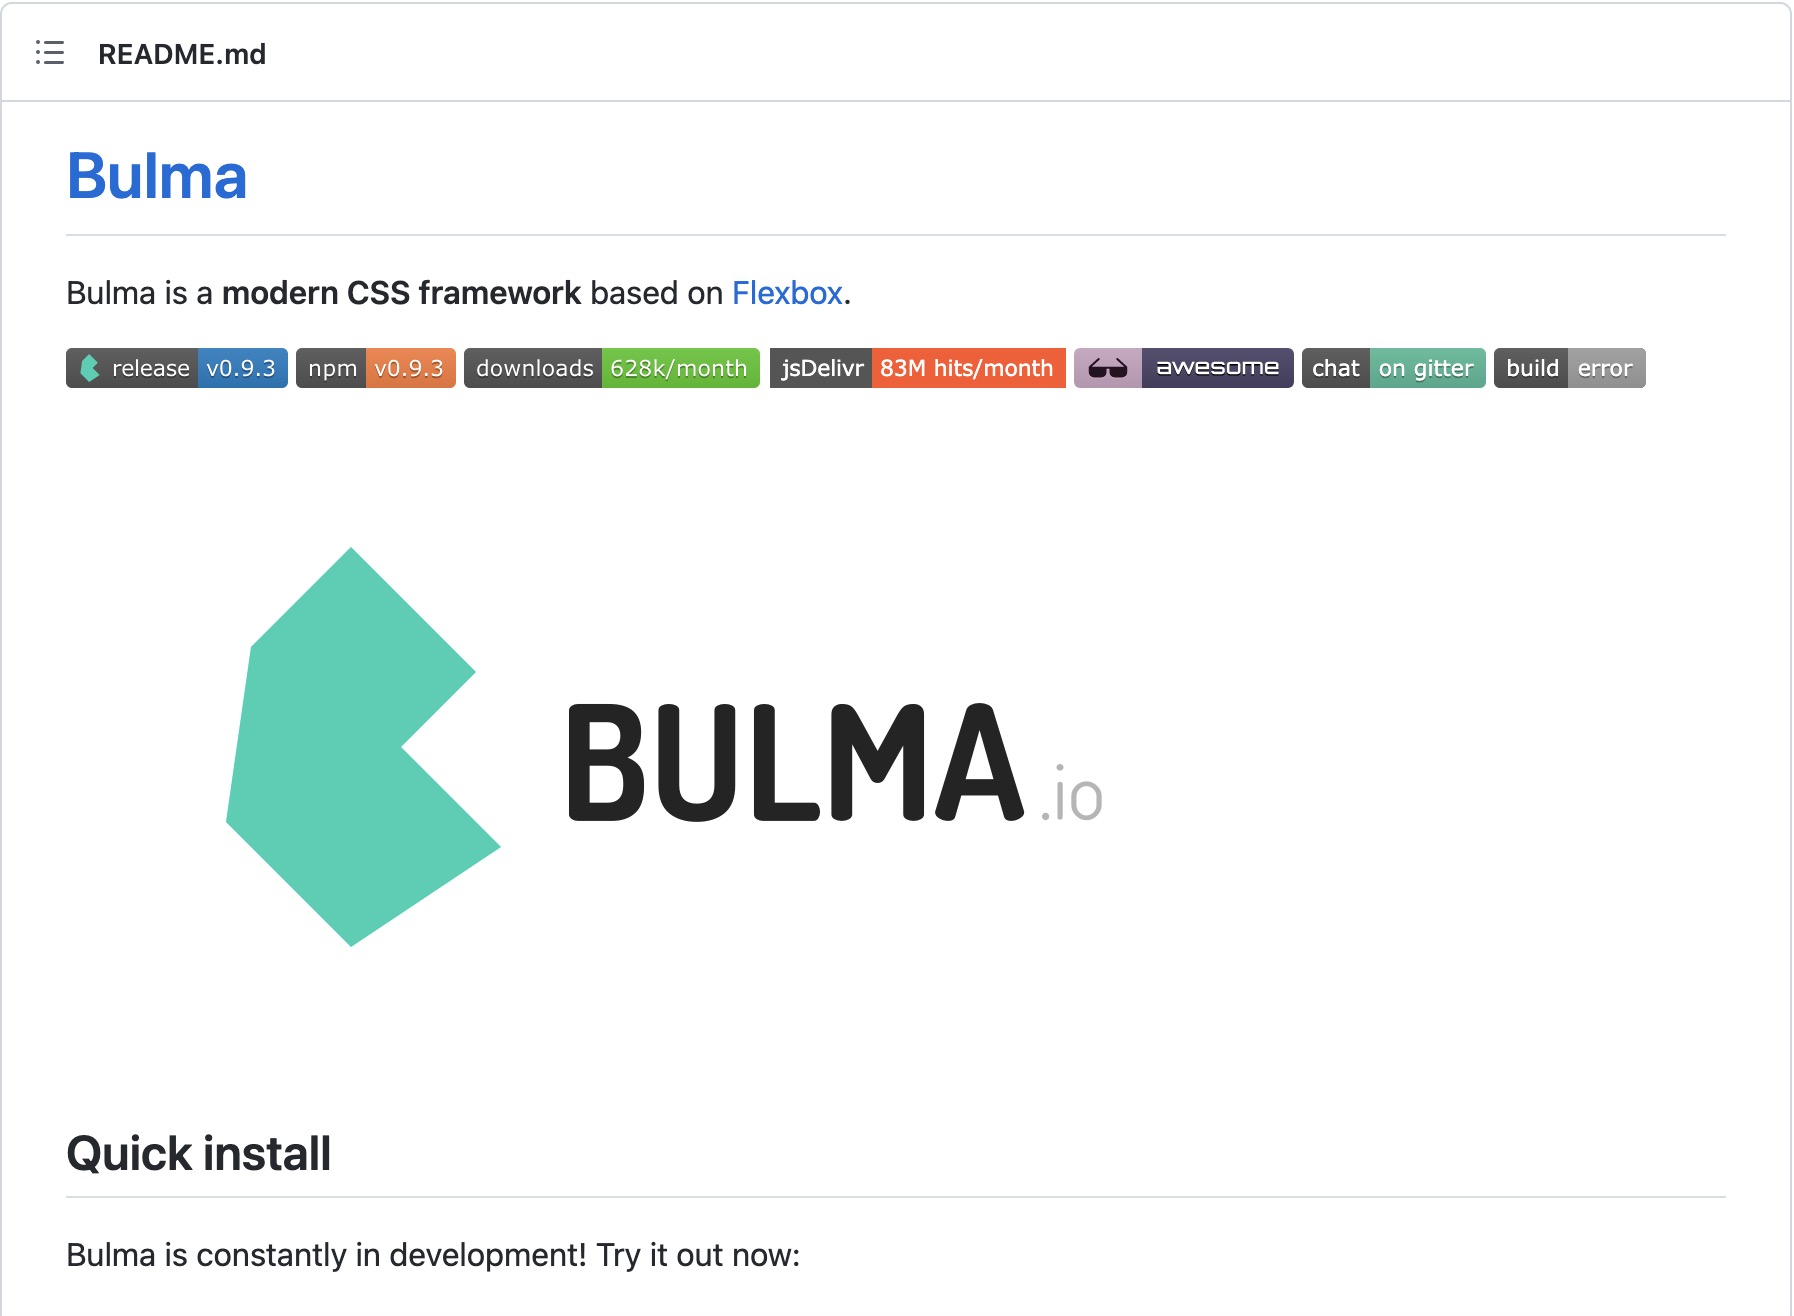 README.md
Bulma
Bulma is a modern CSS framework based on Flexbox.
release v0.9.3 npm v0.9.3 downloads 628k/month jsDelivr 83M hits/month awesome chat on gitter build error
BULMA.io
Quick install
Bulma is constantly in development! Try it out now: